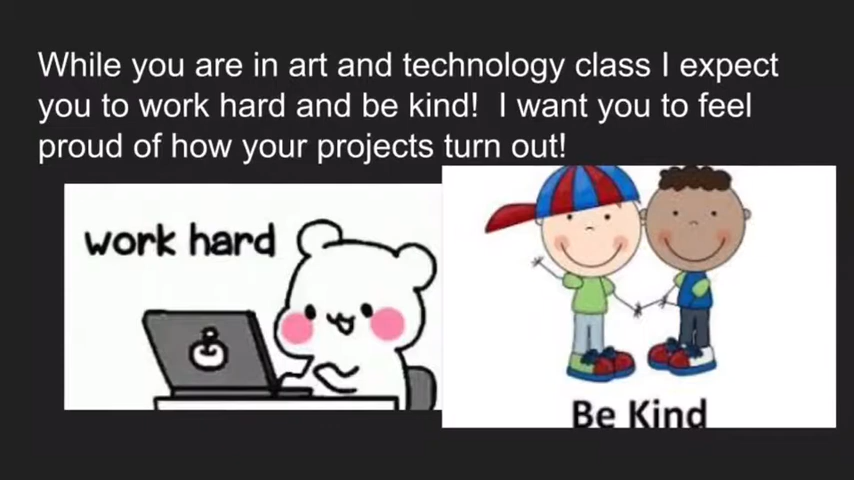 While you are in art and technology class I expect
you to work hard and be kind!  I want you to feel
proud of how your projects turn out!
work hard
Be Kind